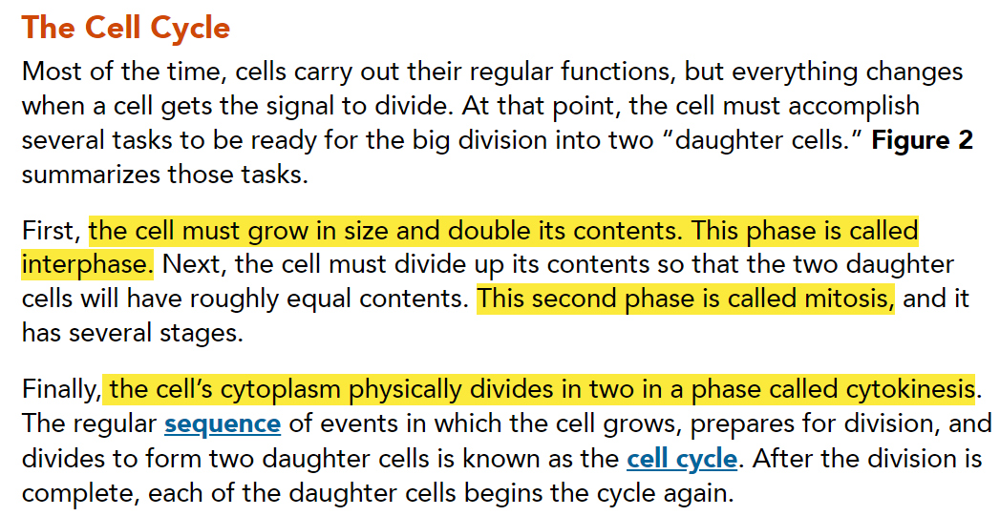 The Cell Cycle
Most of the time, cells carry out their regular functions, but everything changes
when a cell gets the signal to divide. At that point, the cell must accomplish
several tasks to be ready for the big division into two “daughter cells.” Figure 2
summarizes those tasks.
First, the cell must grow in size and double its contents. This phase is called
interphase. Next, the cell must divide up its contents so that the two daughter
cells will have roughly equal contents. This second phase is called mitosis, and it
has several stages.
Finally, the cell’s cytoplasm physically divides in two in a phase called cytokinesis.
The regular sequence of events in which the cell grows, prepares for division, and
divides to form two daughter cells is known as the cell cycle. After the division is
complete, each of the daughter cells begins the cycle again.